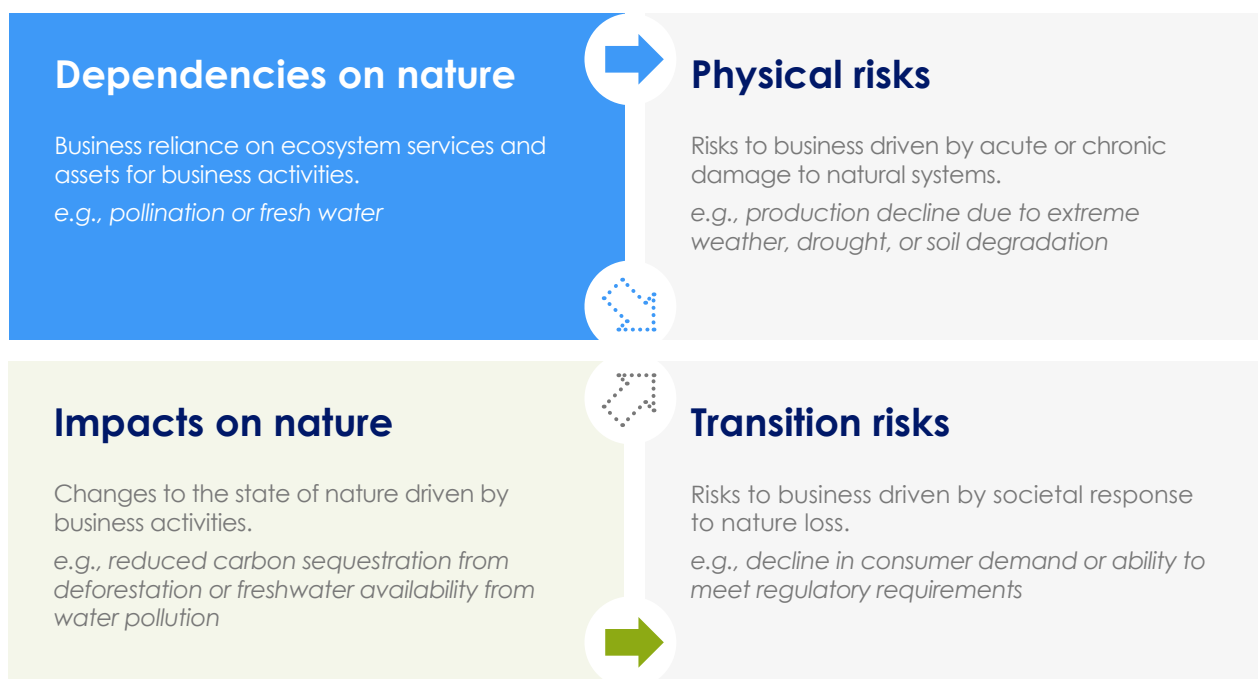 Dependencies on nature
Business reliance on ecosystem services and
assets for business activities.
e.g., pollination or fresh water
Physical risks
Risks to business driven by acute or chronic
damage to natural systems.
e.g., production decline due to extreme
weather, drought, or soil degradation
Impacts on nature
Changes to the state of nature driven by
business activities.
e.g., reduced carbon sequestration from
deforestation or freshwater availability from
water pollution
Transition risks
Risks to business driven by societal response
to nature loss.
e.g., decline in consumer demand or ability to
meet regulatory requirements